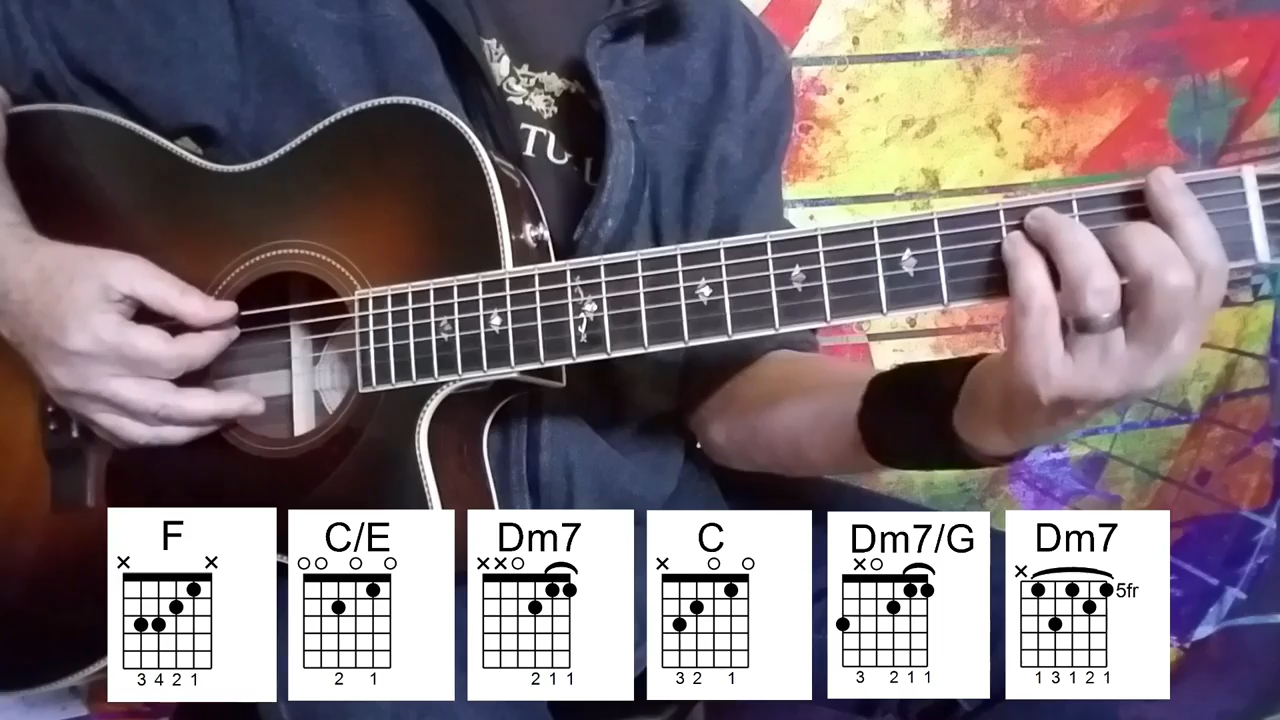 TU
F
x x
3 4 2 1
C/E
o o o o
2 1
Dm7
x x o
2 1 1
C
x o o
3 2 1
Dm7/G
x o
3 2 1 1
Dm7
x
5fr
1 3 1 2 1